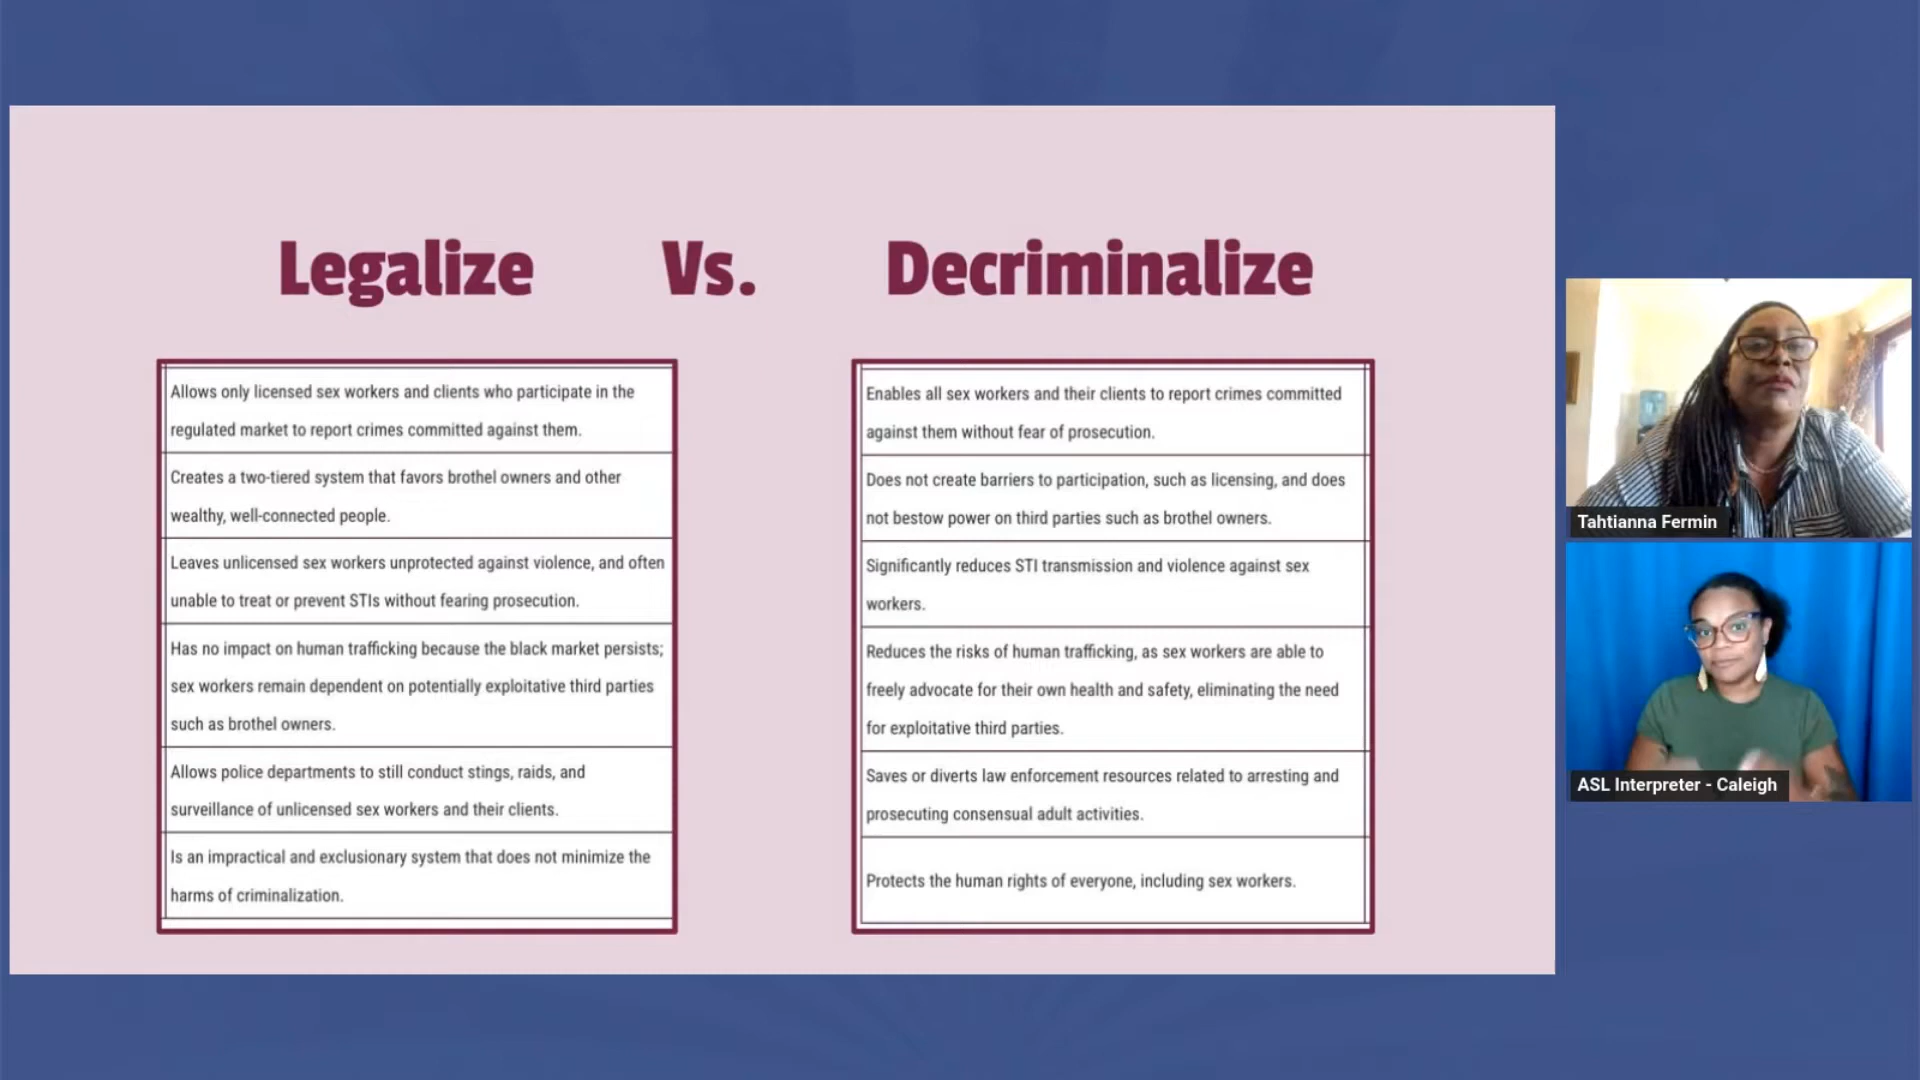 Legalize Vs. Decriminalize
Allows only licensed sex workers and clients who participate in the
regulated market to report crimes committed against them.
Creates a two-tiered system that favors brothel owners and other
wealthy, well-connected people.
Leaves unlicensed sex workers unprotected against violence, and often
unable to treat or prevent STIs without fearing prosecution.
Has no impact on human trafficking because the black market persists;
sex workers remain dependent on potentially exploitative third parties
such as brothel owners.
Allows police departments to still conduct stings, raids, and
surveillance of unlicensed sex workers and their clients.
Is an impractical and exclusionary system that does not minimize the
harms of criminalization.
Enables all sex workers and their clients to report crimes committed
against them without fear of prosecution.
Does not create barriers to participation, such as licensing, and does
not bestow power on third parties such as brothel owners.
Significantly reduces STI transmission and violence against sex
workers.
Reduces the risks of human trafficking, as sex workers are able to
freely advocate for their own health and safety, eliminating the need
for exploitative third parties.
Saves or diverts law enforcement resources related to arresting and
prosecuting consensual adult activities.
Protects the human rights of everyone, including sex workers.
Tahtianna Fermin
ASL Interpreter - Caleigh